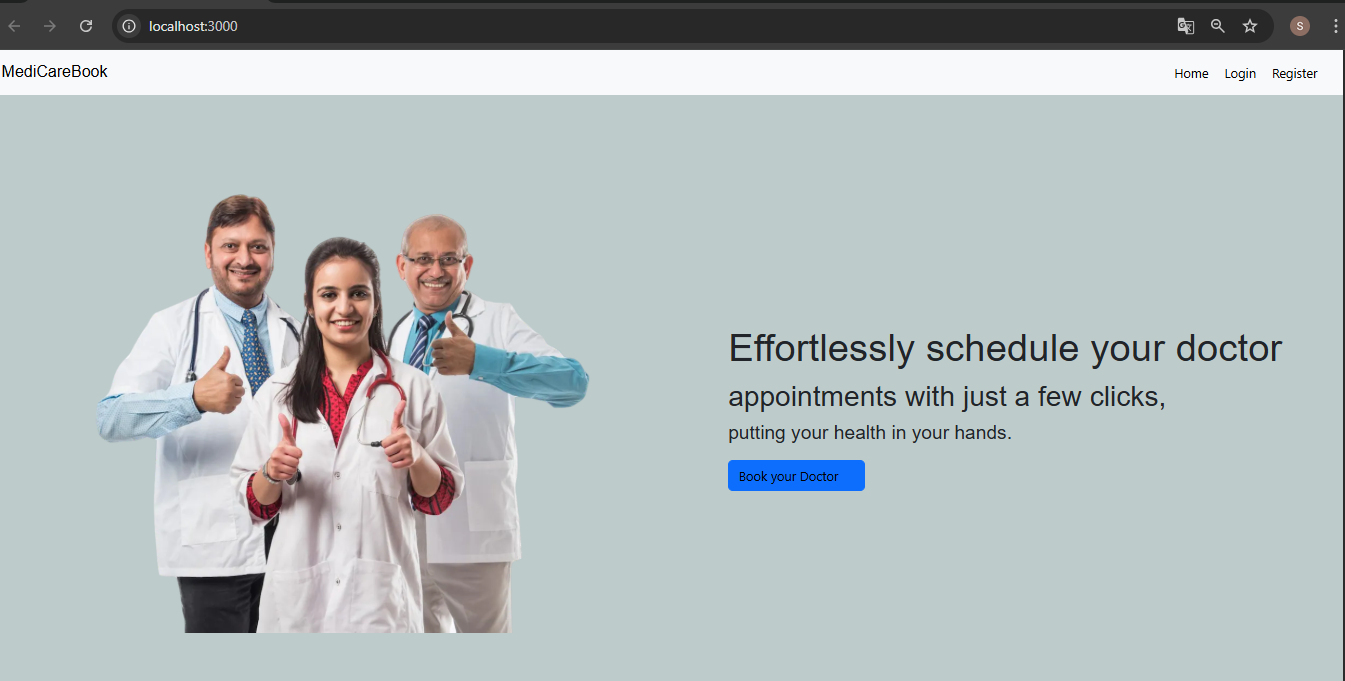 localhost:3000
S
MediCareBook
Home Login Register
Effortlessly schedule your doctor
appointments with just a few clicks,
putting your health in your hands.
Book your Doctor